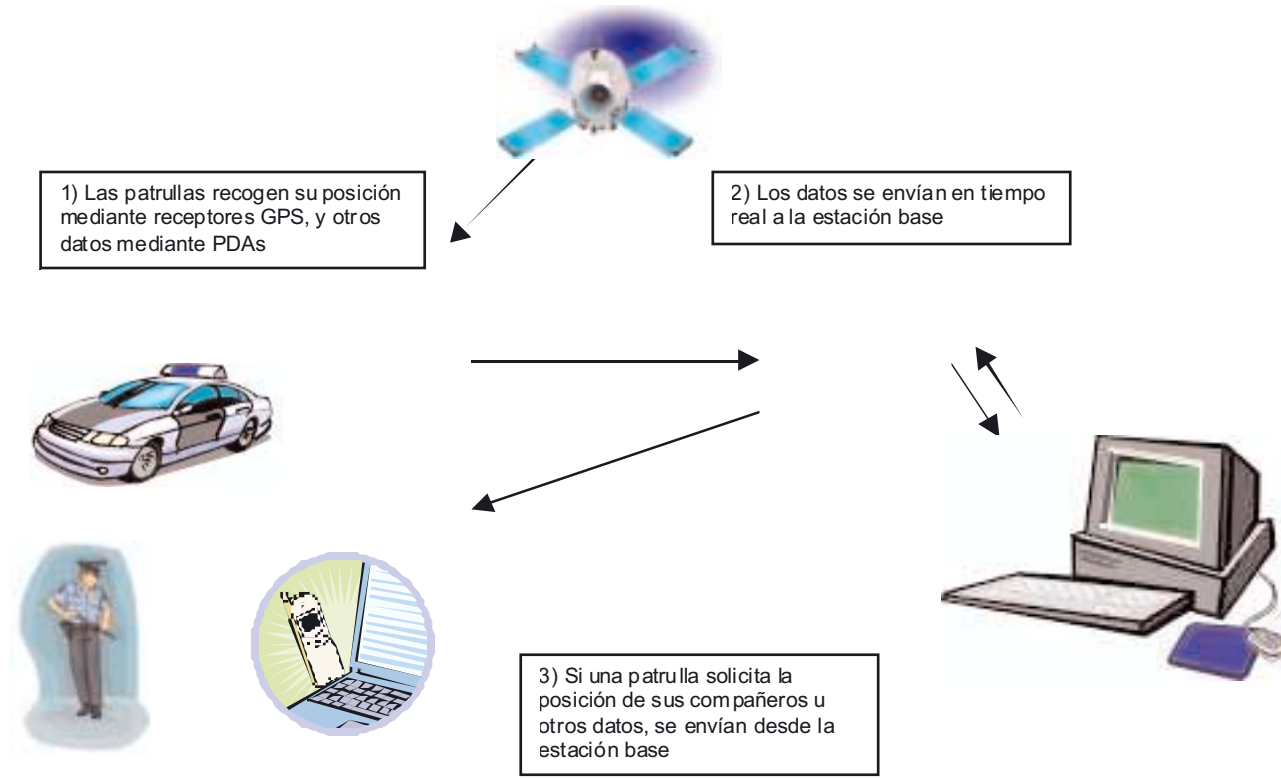 1) Las patrullas recogen su posición
mediante receptores GPS, y otros
datos mediante PDAs
2) Los datos se envían en tiempo
real a la estación base
3) Si una patrulla solicita la
posición de sus compañeros u
otros datos, se envían desde la
estación base